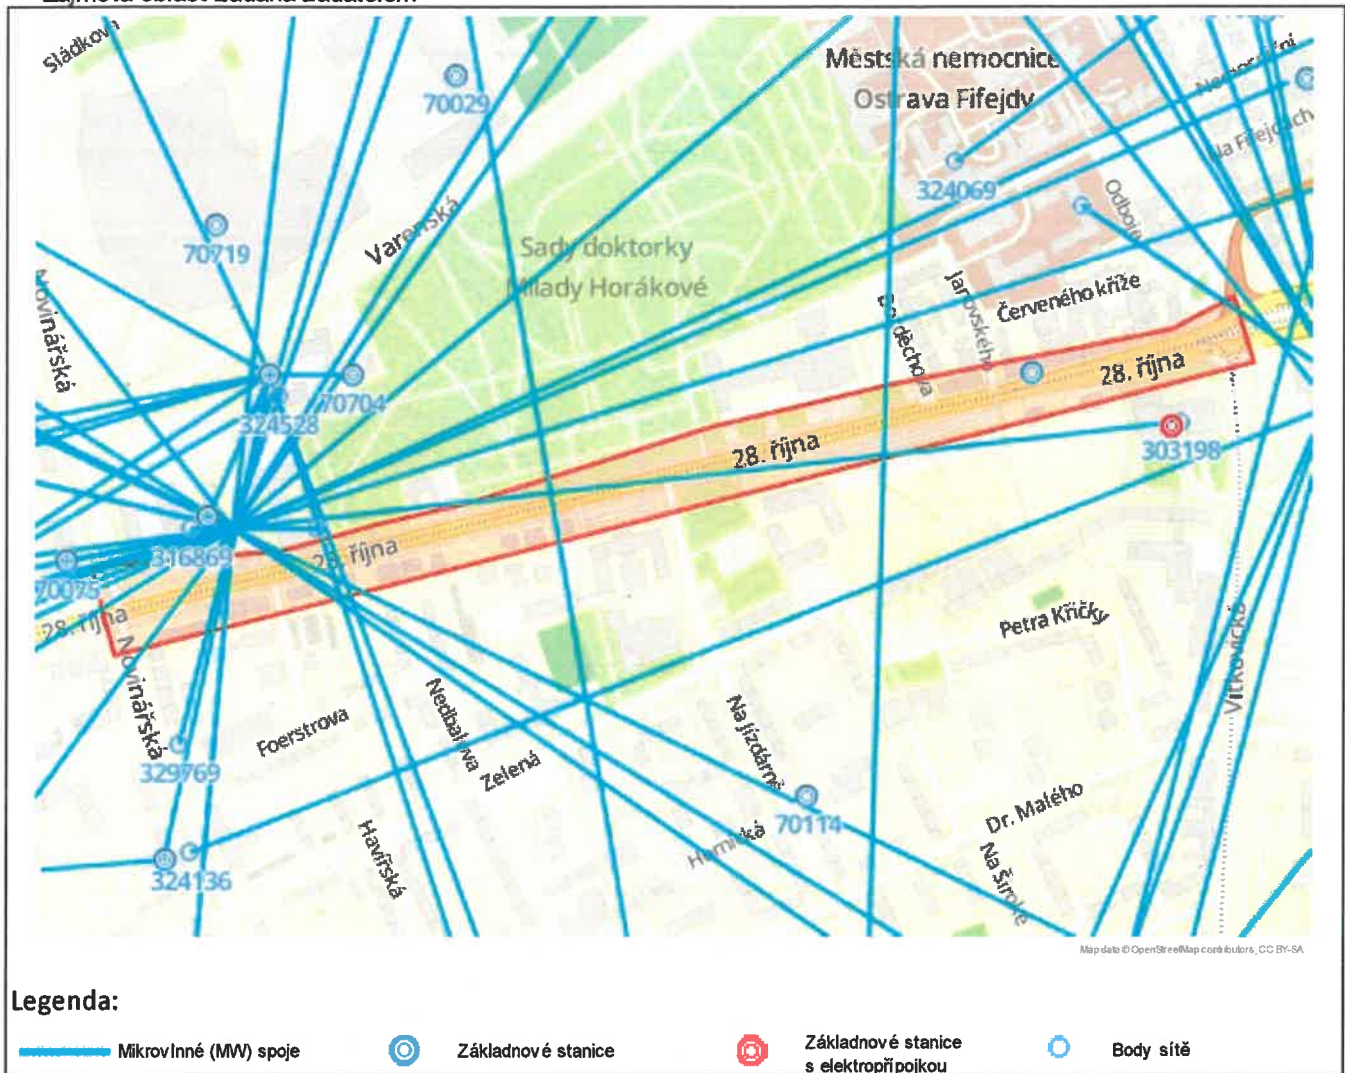 Sládkova
Městská nemocnice
Ostrava Fifejdy
70029
Nemocniční
Na Fifejdách
324069
Odboje
Varenská
70719
Sady doktorky
Milady Horákové
Novinářská
Janovského
Červeného kříže
28. října
70704
324528
28. října
303198
316869
28. října
70075
28. října
Novinářská
Petra Křičky
Vítkovická
Foerstrova
Nedbalova
Zelená
Na Jízdárně
329769
70114
Dr. Malého
Na Široké
Havířská
Hornická
324136
Map data © OpenStreetMap contributors, CC BY-SA
Legenda:
Mikrovlnné (MW) spoje
Základnové stanice
Základnové stanice
s elektropřípojkou
Body sítě